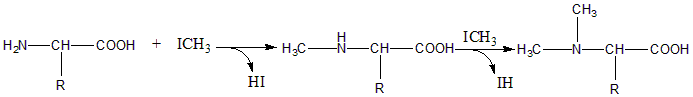 H₂N—CH—COOH + ICH₃ H₃C—NH—CH—COOH ICH₃ H₃C—N—CH—COOH
CH₃
R HI R IH R